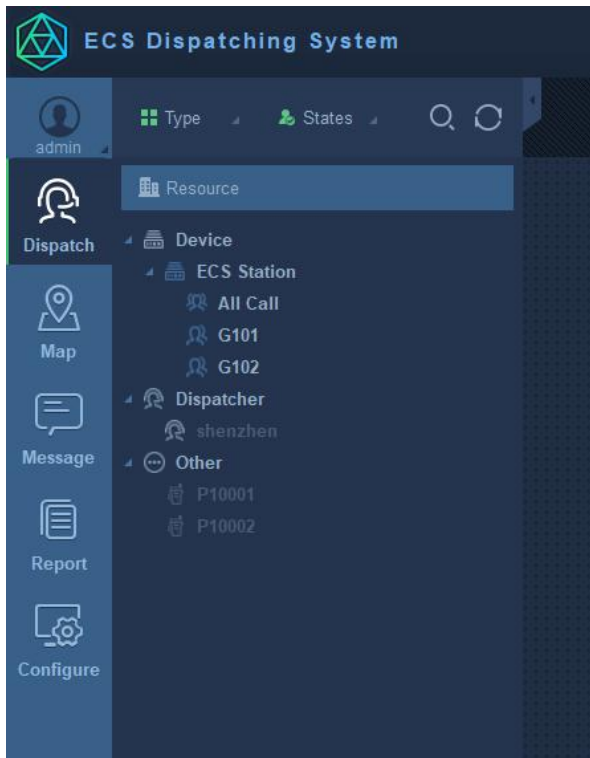 ECS Dispatching System
admin
Type
States
Resource
Dispatch
Map
Message
Report
Configure
Device
ECS Station
All Call
G101
G102
Dispatcher
shenzhen
Other
P10001
P10002